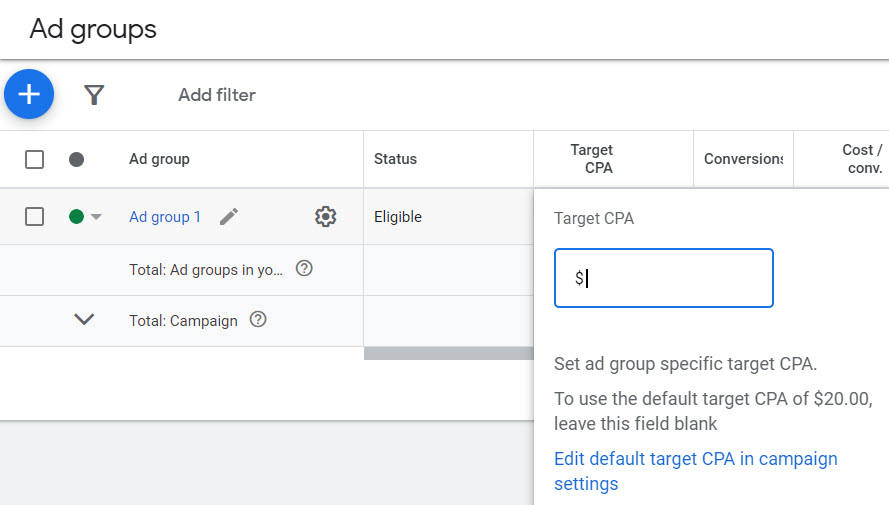 Ad groups
Add filter
Ad group
Status
Target
CPA
Conversions
Cost /
conv.
Ad group 1
Eligible
Total: Ad groups in yo...
Total: Campaign
Target CPA
$
Set ad group specific target CPA.
To use the default target CPA of $20.00,
leave this field blank
Edit default target CPA in campaign
settings